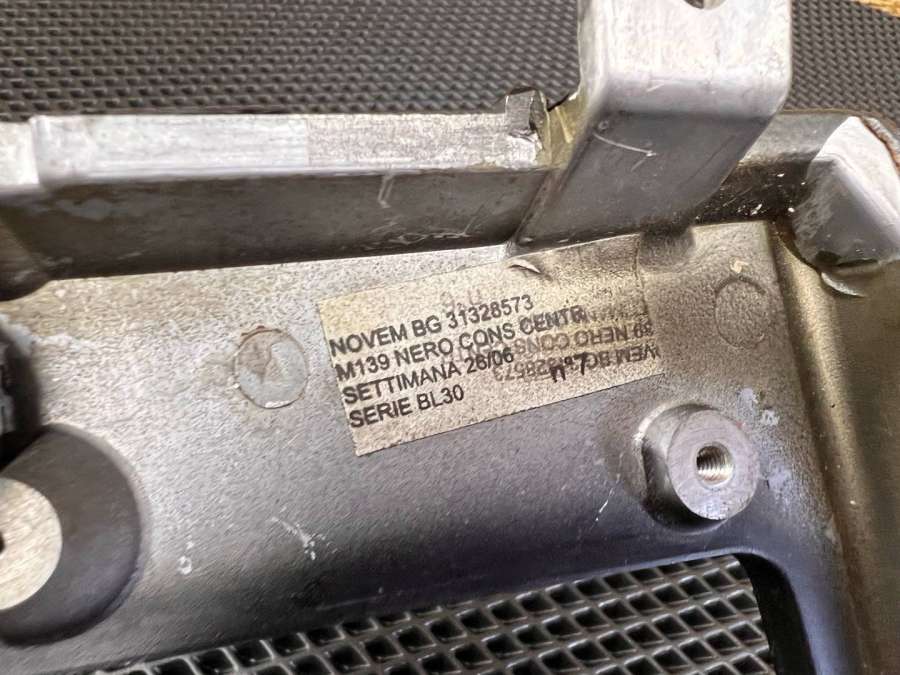 NOVEM BG 31328573
M139 NERO CONS CENTR
SETTIMANA 26/06
SERIE BL30